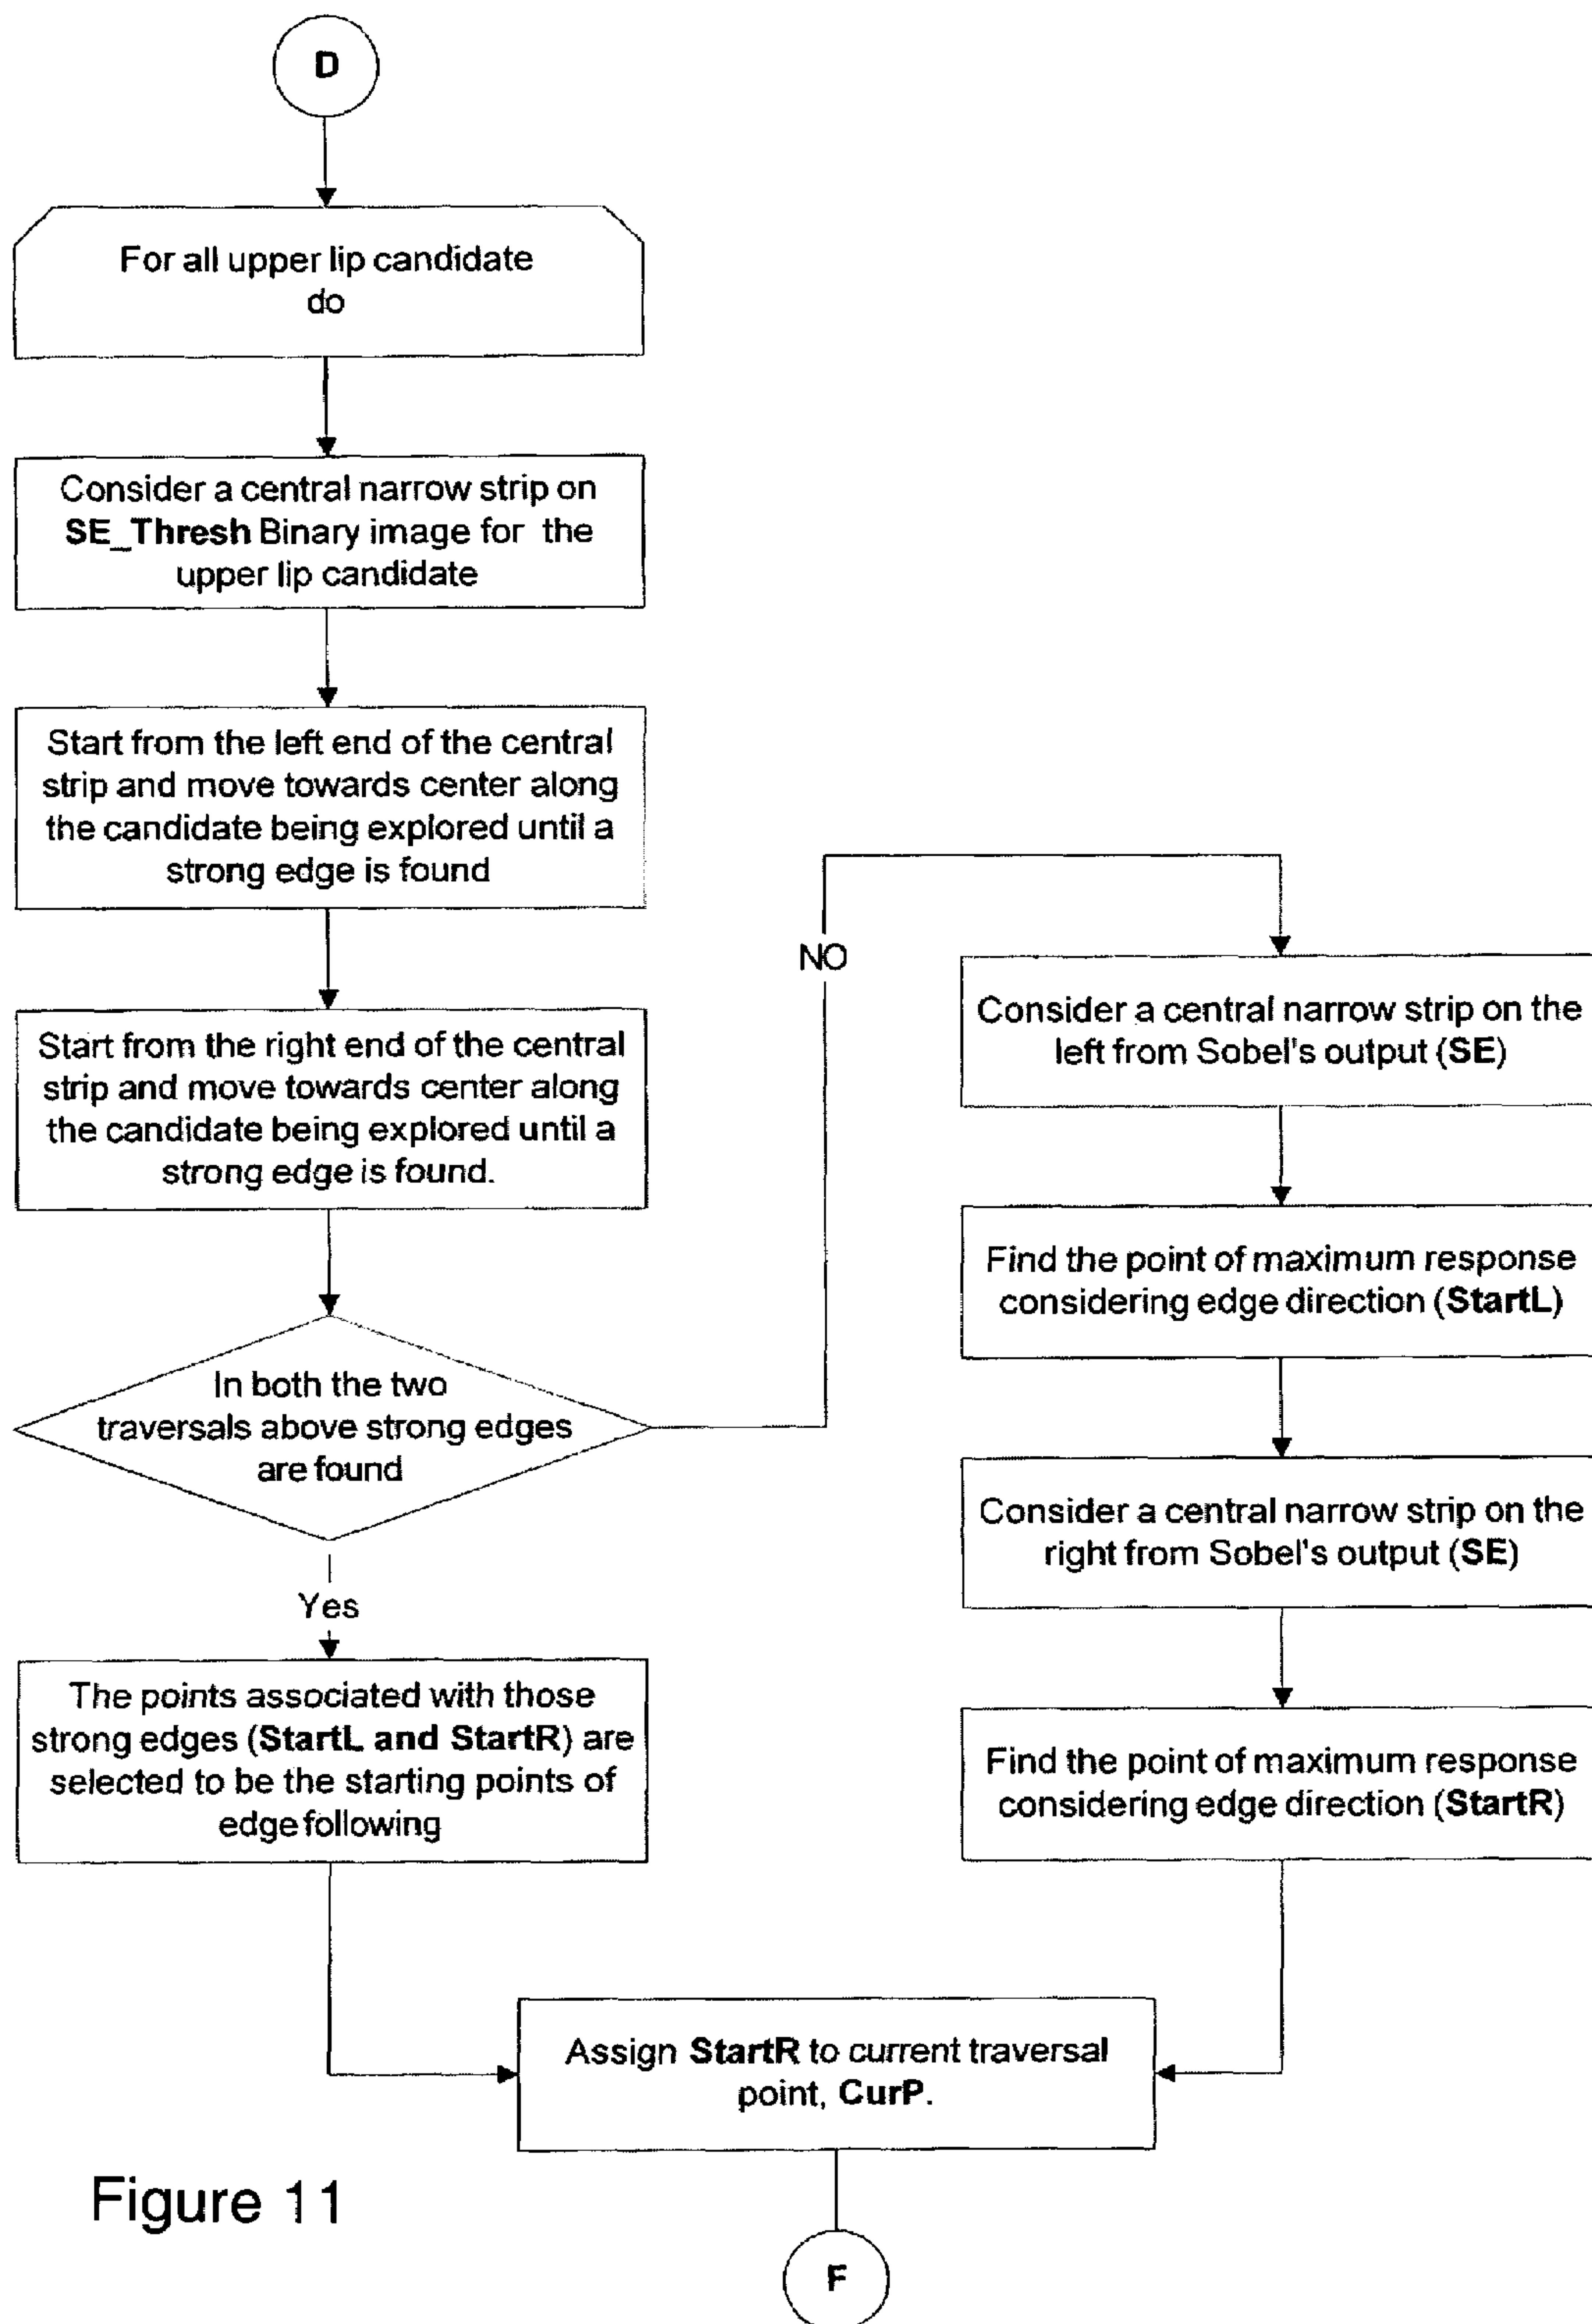 D
For all upper lip candidate
do
Consider a central narrow strip on
SE_Thresh Binary image for the
upper lip candidate
Start from the left end of the central
strip and move towards center along
the candidate being explored until a
strong edge is found
Start from the right end of the central
strip and move towards center along
the candidate being explored until a
strong edge is found.
In both the two
traversals above strong edges
are found
Yes
The points associated with those
strong edges (StartL and StartR) are
selected to be the starting points of
edge following
NO
Consider a central narrow strip on the
left from Sobel's output (SE)
Find the point of maximum response
considering edge direction (StartL)
Consider a central narrow strip on the
right from Sobel's output (SE)
Find the point of maximum response
considering edge direction (StartR)
Assign StartR to current traversal
point, CurP.
Figure 11
F